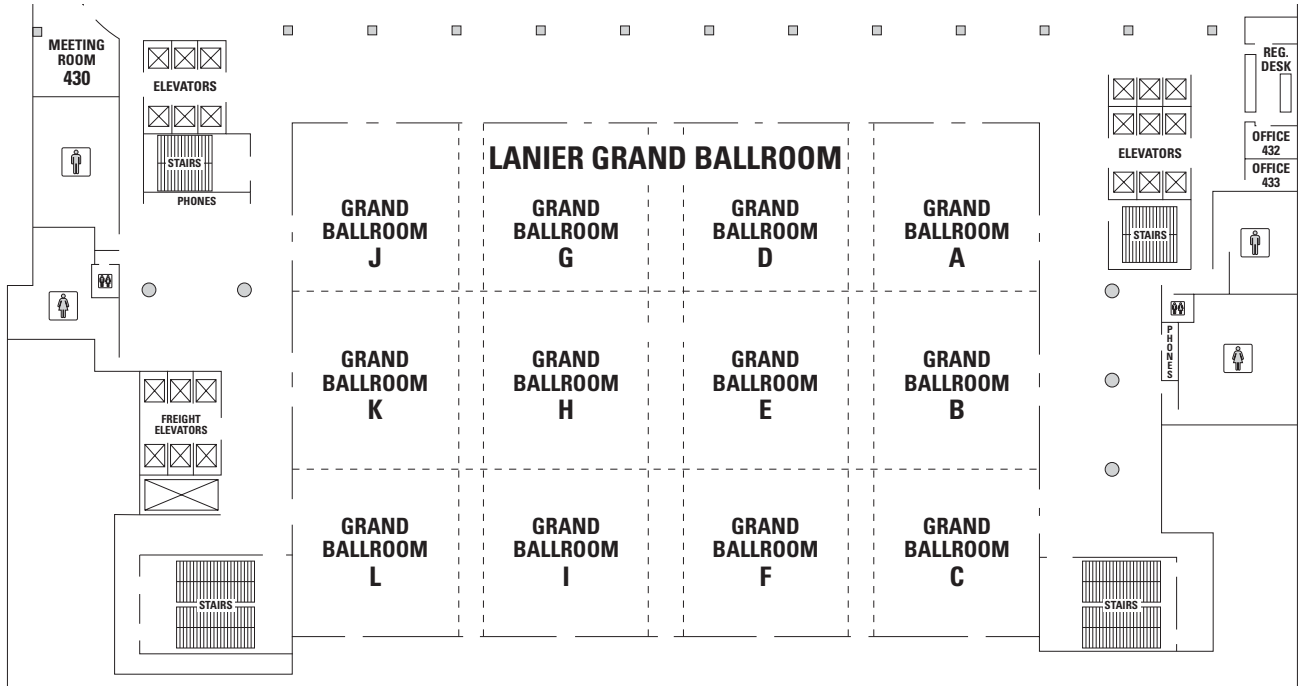 MEETING
ROOM
430
ELEVATORS
STAIRS
PHONES
REG.
DESK
OFFICE
432
OFFICE
433
ELEVATORS
STAIRS
LANIER GRAND BALLROOM
GRAND
BALLROOM
J
GRAND
BALLROOM
G
GRAND
BALLROOM
D
GRAND
BALLROOM
A
GRAND
BALLROOM
K
GRAND
BALLROOM
H
GRAND
BALLROOM
E
GRAND
BALLROOM
B
PHONES
FREIGHT
ELEVATORS
GRAND
BALLROOM
L
GRAND
BALLROOM
I
GRAND
BALLROOM
F
GRAND
BALLROOM
C
STAIRS
STAIRS